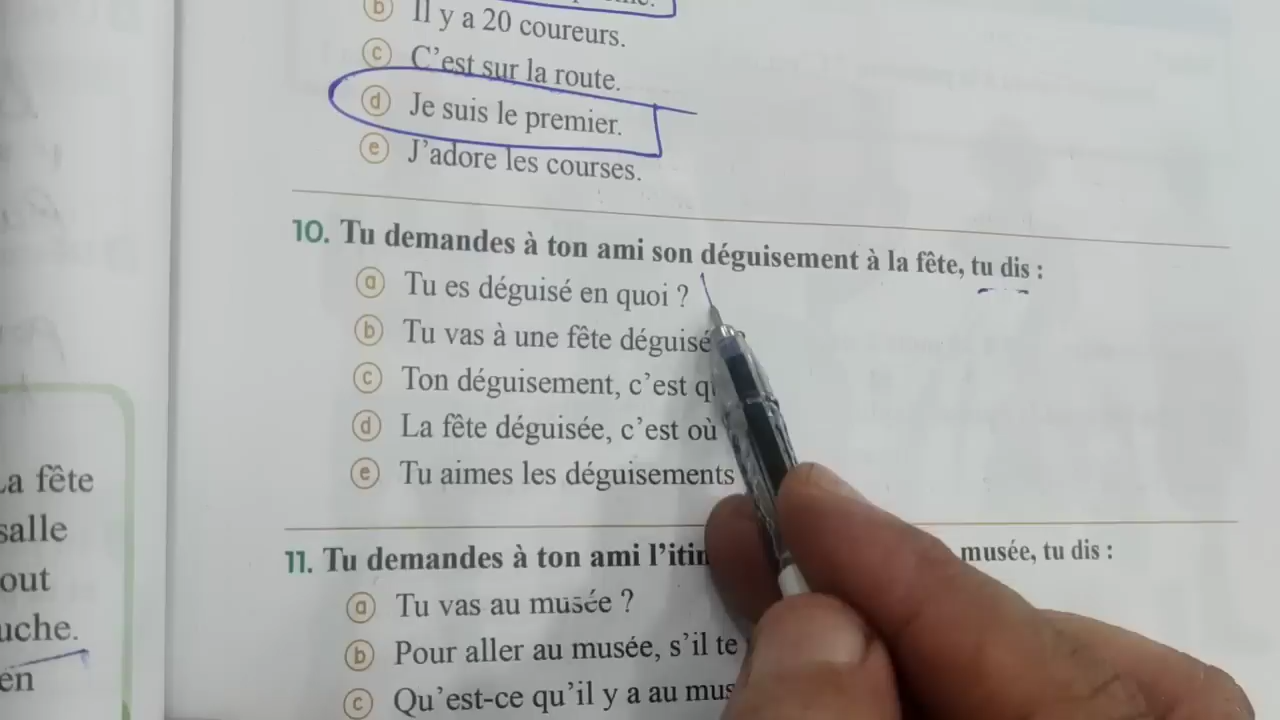 b Il y a 20 coureurs.
c C'est sur la route.
d Je suis le premier.
e J'adore les courses.
10. Tu demandes à ton ami son déguisement à la fête, tu dis :
a Tu es déguisé en quoi ?
b Tu vas à une fête déguisé
c Ton déguisement, c'est
d La fête déguisée, c'est où
e Tu aimes les déguisements
11. Tu demandes à ton ami musée, tu dis :
a Tu vas au musée ?
b Pour aller au musée, s'il te
c Qu'est-ce qu'il y a au
La fête
salle
out
uche.
en